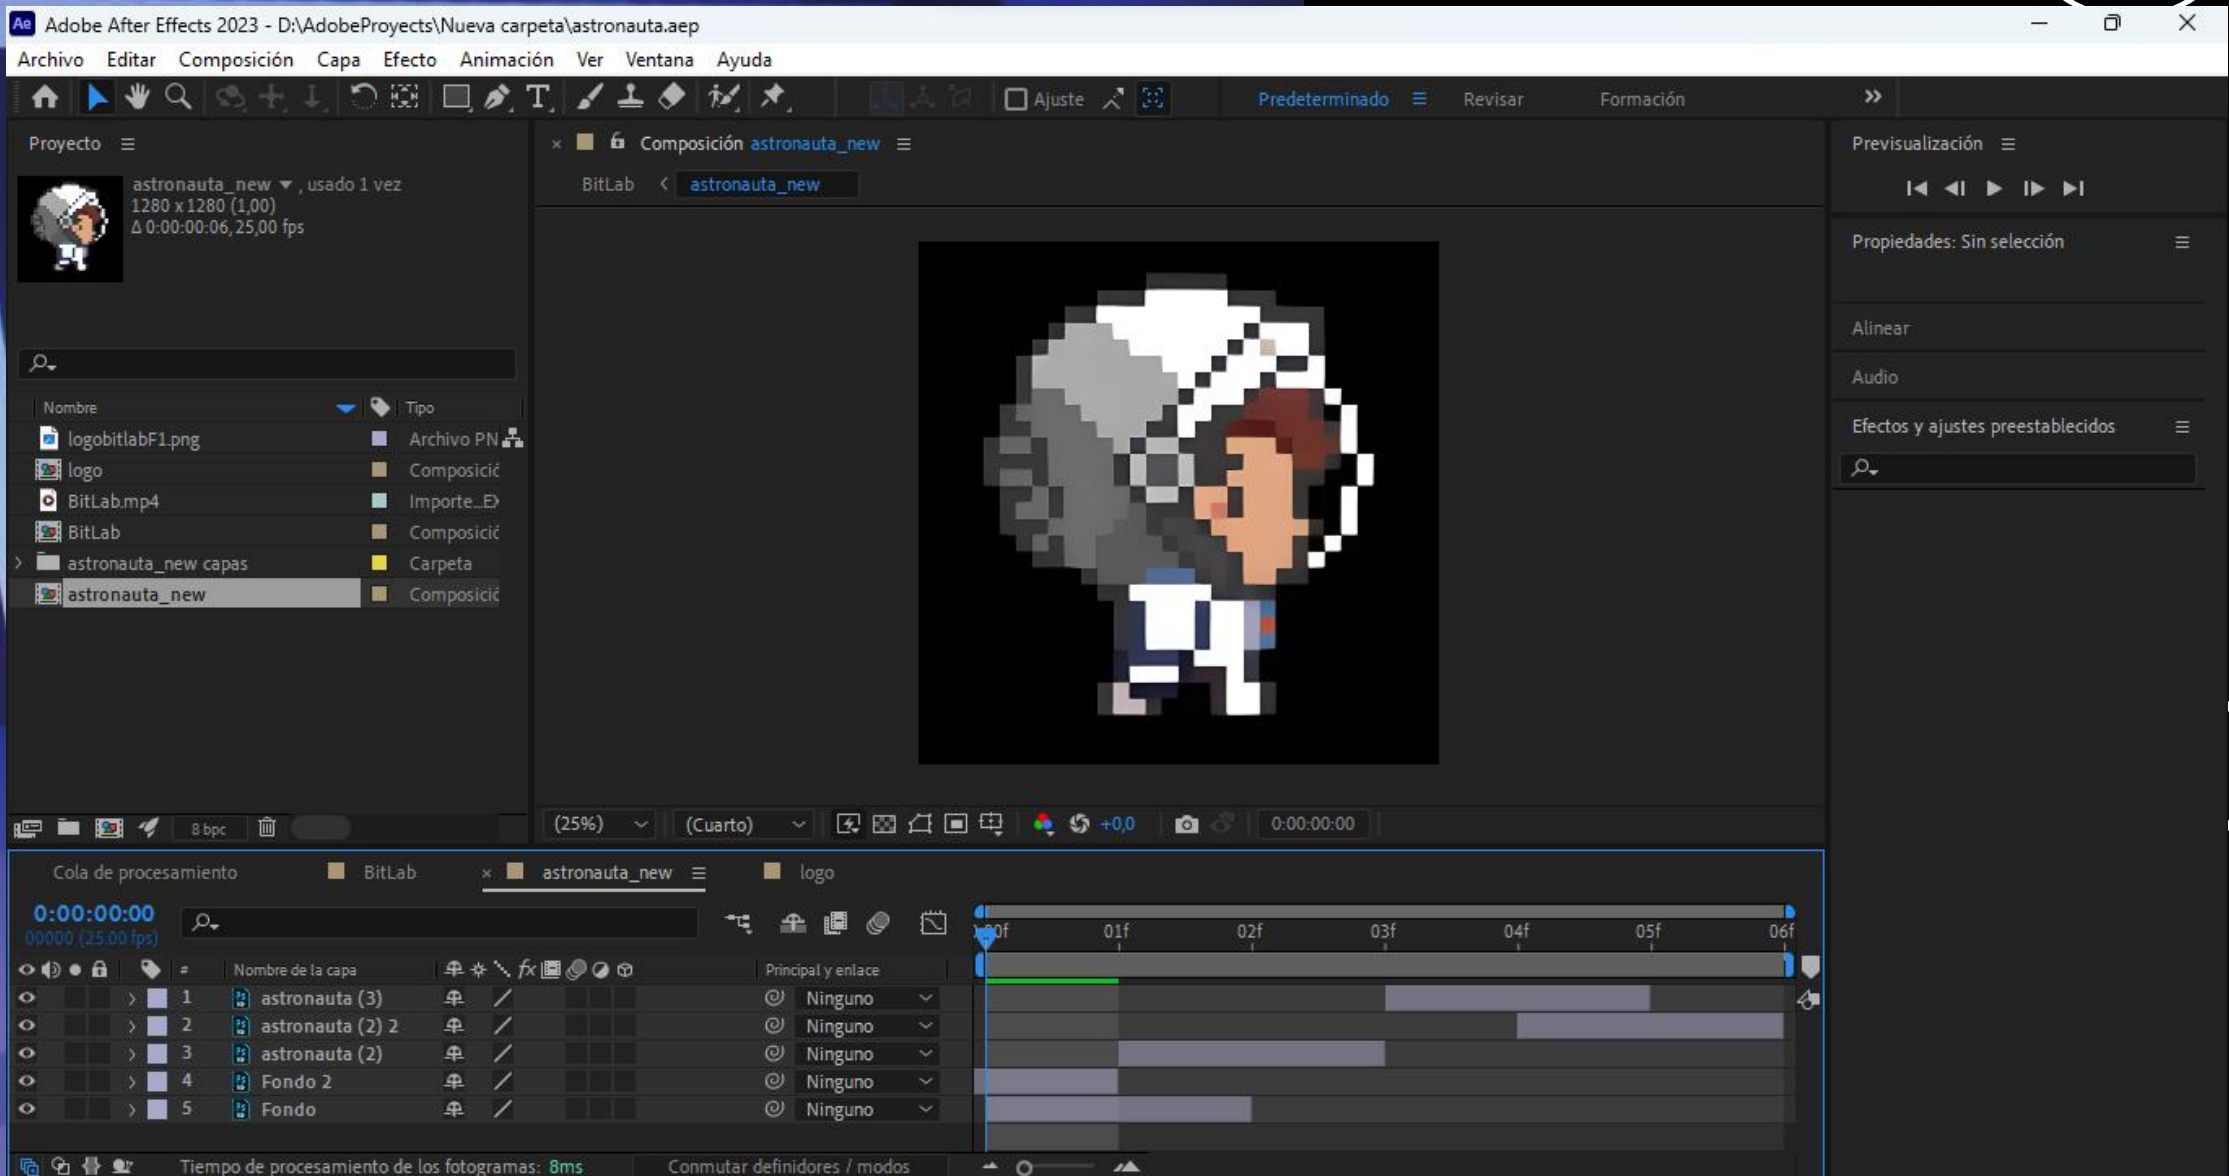 Adobe After Effects 2023 - D:\AdobeProyects\Nueva carpeta\astronauta.aep
Archivo Editar Composición Capa Efecto Animación Ver Ventana Ayuda
Ajuste Predeterminado Revisar Formación
Proyecto
astronauta_new , usado 1 vez
1280 x 1280 (1,00)
Δ 0:00:00:06, 25,00 fps
Nombre Tipo
logobitlabF1.png Archivo PN
logo Composició
BitLab.mp4 Importe...EX
BitLab Composició
astronauta_new capas Carpeta
astronauta_new Composició
8 bpc
Composición astronauta_new
BitLab astronauta_new
(25%) (Cuarto) +0,0 0:00:00:00
Previsualización
Propiedades: Sin selección
Alinear
Audio
Efectos y ajustes preestablecidos
Cola de procesamiento BitLab astronauta_new logo
0:00:00:00
00000 (25.00 fps)
00f 01f 02f 03f 04f 05f 06f
# Nombre de la capa fx Principal y enlace
1 astronauta (3) Ninguno
2 astronauta (2) 2 Ninguno
3 astronauta (2) Ninguno
4 Fondo 2 Ninguno
5 Fondo Ninguno
Tiempo de procesamiento de los fotogramas: 8ms Conmutar definidores / modos